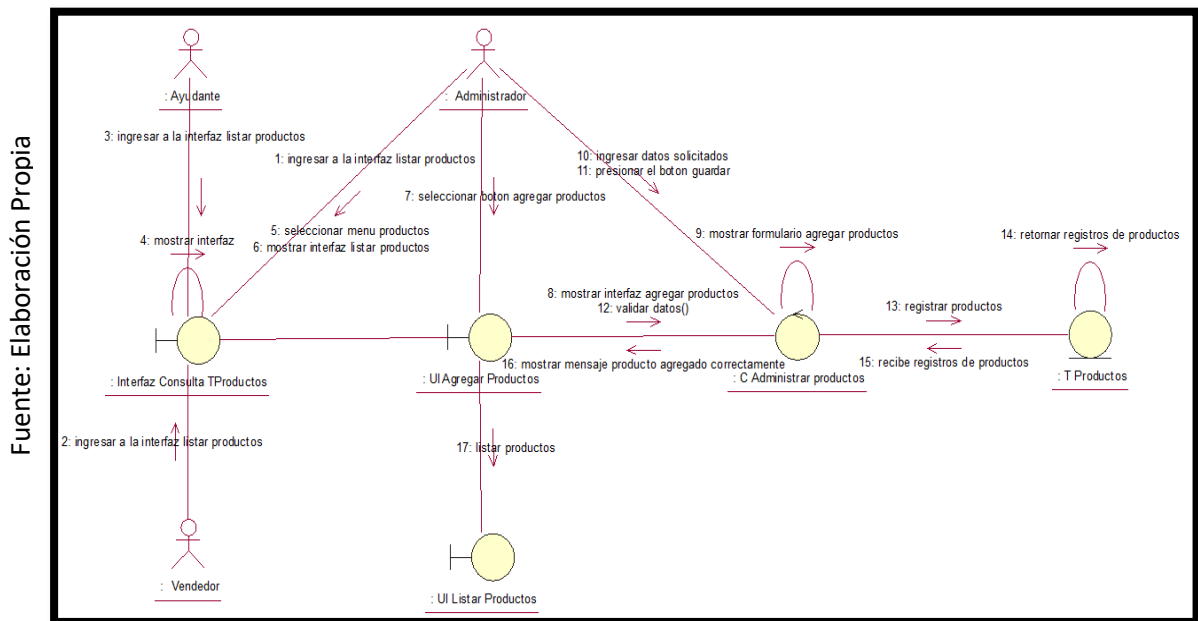 Fuente: Elaboración Propia
: Ayudante
: Administrador
3: ingresar a la interfaz listar productos
1: ingresar a la interfaz listar productos
10: ingresar datos solicitados
11: presionar el boton guardar
7: seleccionar boton agregar productos
4: mostrar interfaz
5: seleccionar menu productos
6: mostrar interfaz listar productos
9: mostrar formulario agregar productos
14: retornar registros de productos
8: mostrar interfaz agregar productos
12: validar datos()
13: registrar productos
16: mostrar mensaje producto agregado correctamente
15: recibe registros de productos
: Interfaz Consulta TProductos
: UI Agregar Productos
: C Administrar productos
: T Productos
2: ingresar a la interfaz listar productos
17: listar productos
: Vendedor
: UI Listar Productos